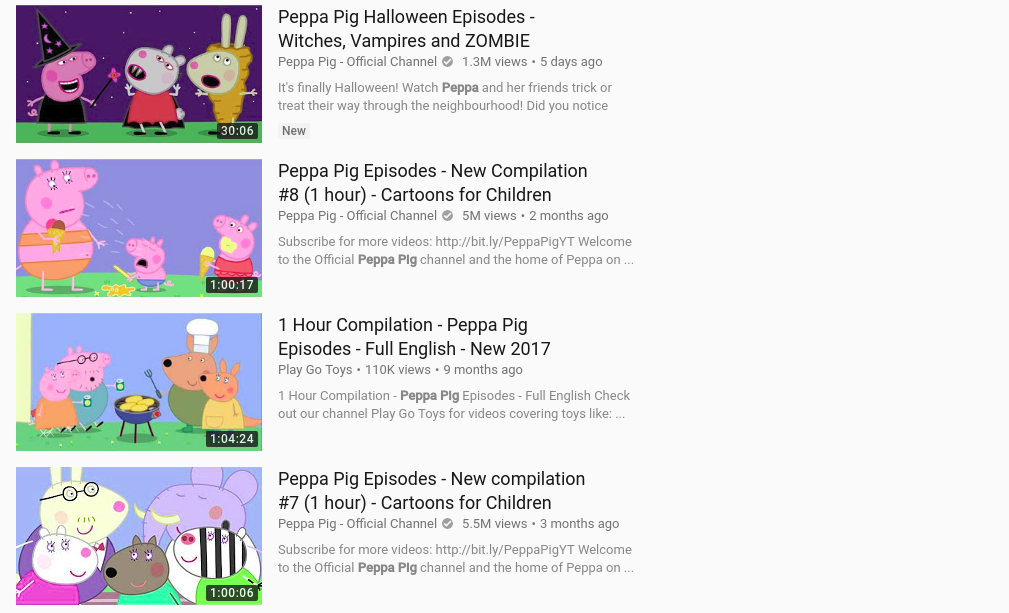 Peppa Pig Halloween Episodes -
Witches, Vampires and ZOMBIE
Peppa Pig - Official Channel 1.3M views • 5 days ago
It's finally Halloween! Watch Peppa and her friends trick or
treat their way through the neighbourhood! Did you notice
New
30:06
Peppa Pig Episodes - New Compilation
#8 (1 hour) - Cartoons for Children
Peppa Pig - Official Channel 5M views • 2 months ago
Subscribe for more videos: http://bit.ly/PeppaPigYT Welcome
to the Official Peppa Pig channel and the home of Peppa on ...
1:00:17
1 Hour Compilation - Peppa Pig
Episodes - Full English - New 2017
Play Go Toys • 110K views • 9 months ago
1 Hour Compilation - Peppa Pig Episodes - Full English Check
out our channel Play Go Toys for videos covering toys like: ...
1:04:24
Peppa Pig Episodes - New compilation
#7 (1 hour) - Cartoons for Children
Peppa Pig - Official Channel 5.5M views • 3 months ago
Subscribe for more videos: http://bit.ly/PeppaPigYT Welcome
to the Official Peppa Pig channel and the home of Peppa on ...
1:00:06